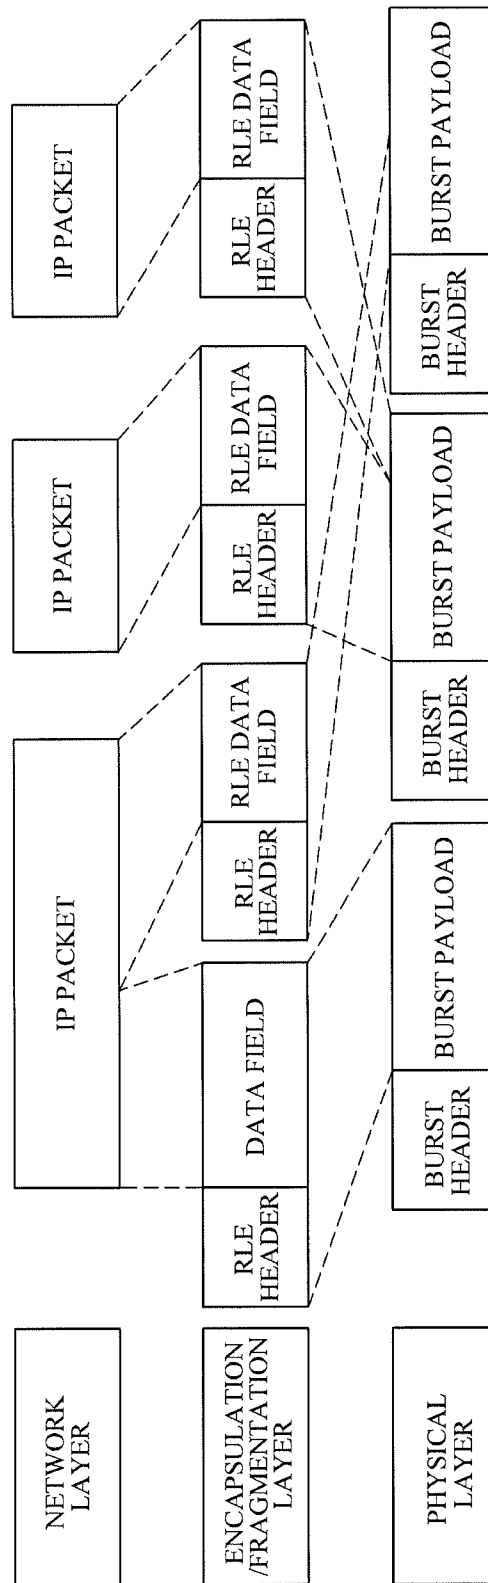 NETWORK
LAYER
IP PACKET
IP PACKET
IP PACKET
ENCAPSULATION
/FRAGMENTATION
LAYER
RLE
HEADER
DATA FIELD
RLE
HEADER
RLE DATA
FIELD
RLE
HEADER
RLE DATA
FIELD
RLE
HEADER
RLE DATA
FIELD
PHYSICAL
LAYER
BURST
HEADER
BURST PAYLOAD
BURST
HEADER
BURST PAYLOAD
BURST
HEADER
BURST PAYLOAD